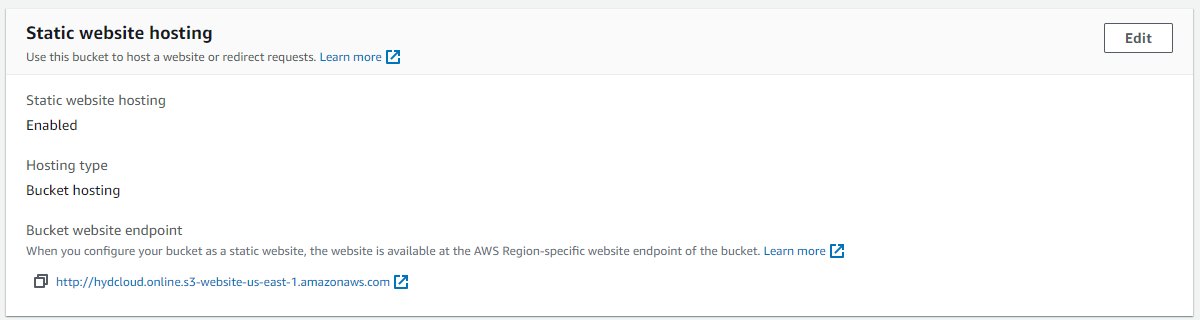 Static website hosting
Edit
Use this bucket to host a website or redirect requests. Learn more
Static website hosting
Enabled
Hosting type
Bucket hosting
Bucket website endpoint
When you configure your bucket as a static website, the website is available at the AWS Region-specific website endpoint of the bucket. Learn more
http://hydcloud.online.s3-website-us-east-1.amazonaws.com